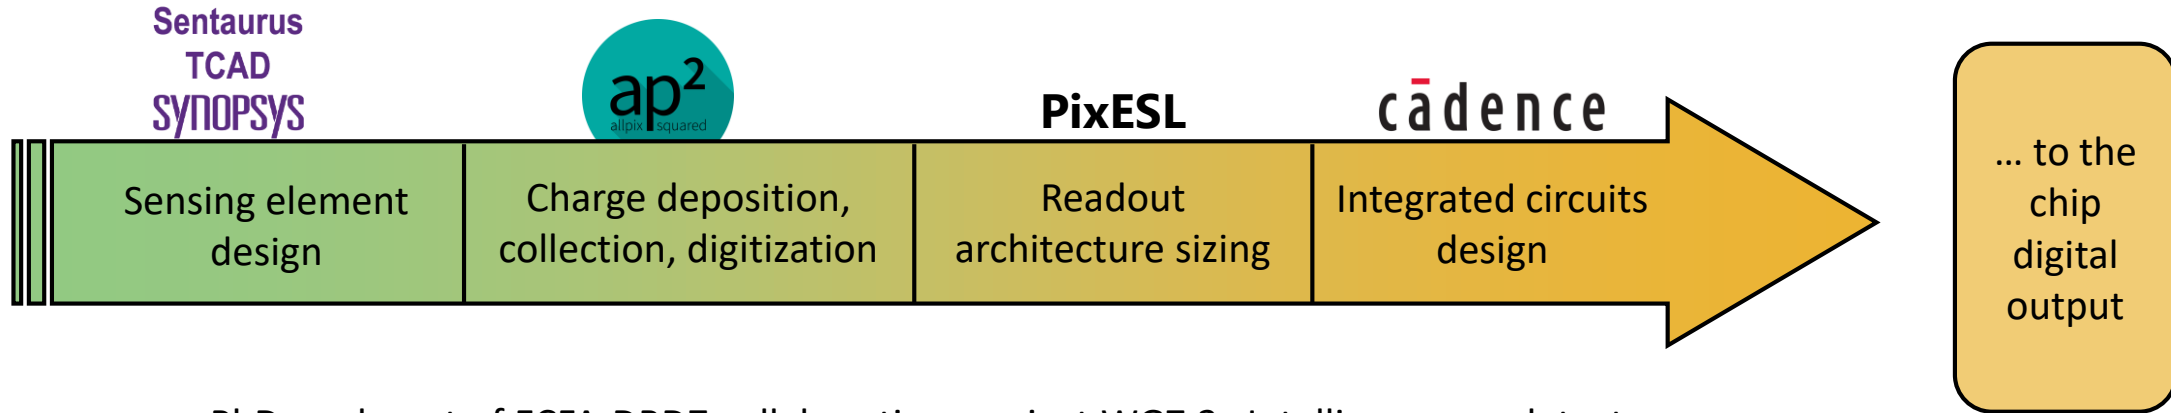 Sentaurus
TCAD
SYNOPSYS
ap²
allpix squared
PixESL
cādence
Sensing element
design
Charge deposition,
collection, digitization
Readout
architecture sizing
Integrated circuits
design
... to the
chip
digital
output